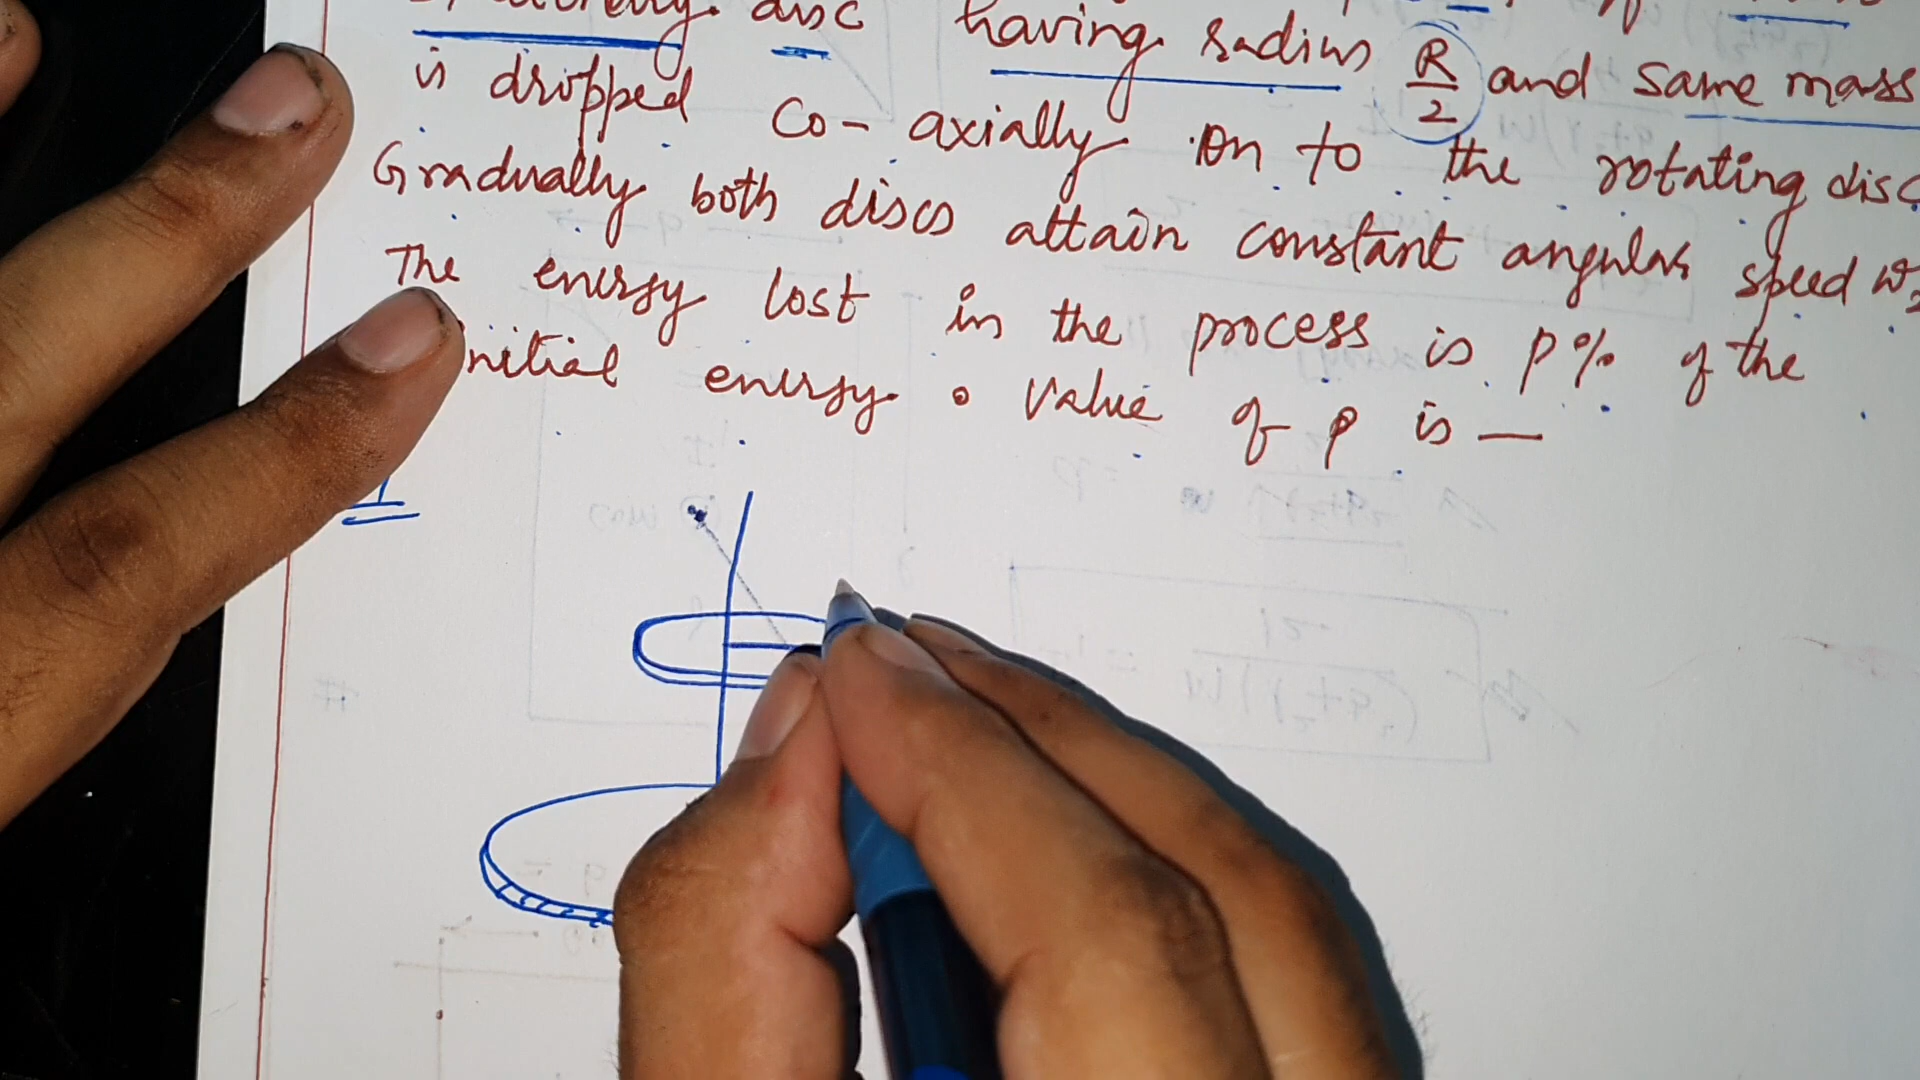 disc having radius R/2 and same mass
is dropped Co-axially on to the rotating disc
Gradually both discs attain constant angular speed ω₂
The energy lost in the process is p% of the
initial energy. Value of p is —